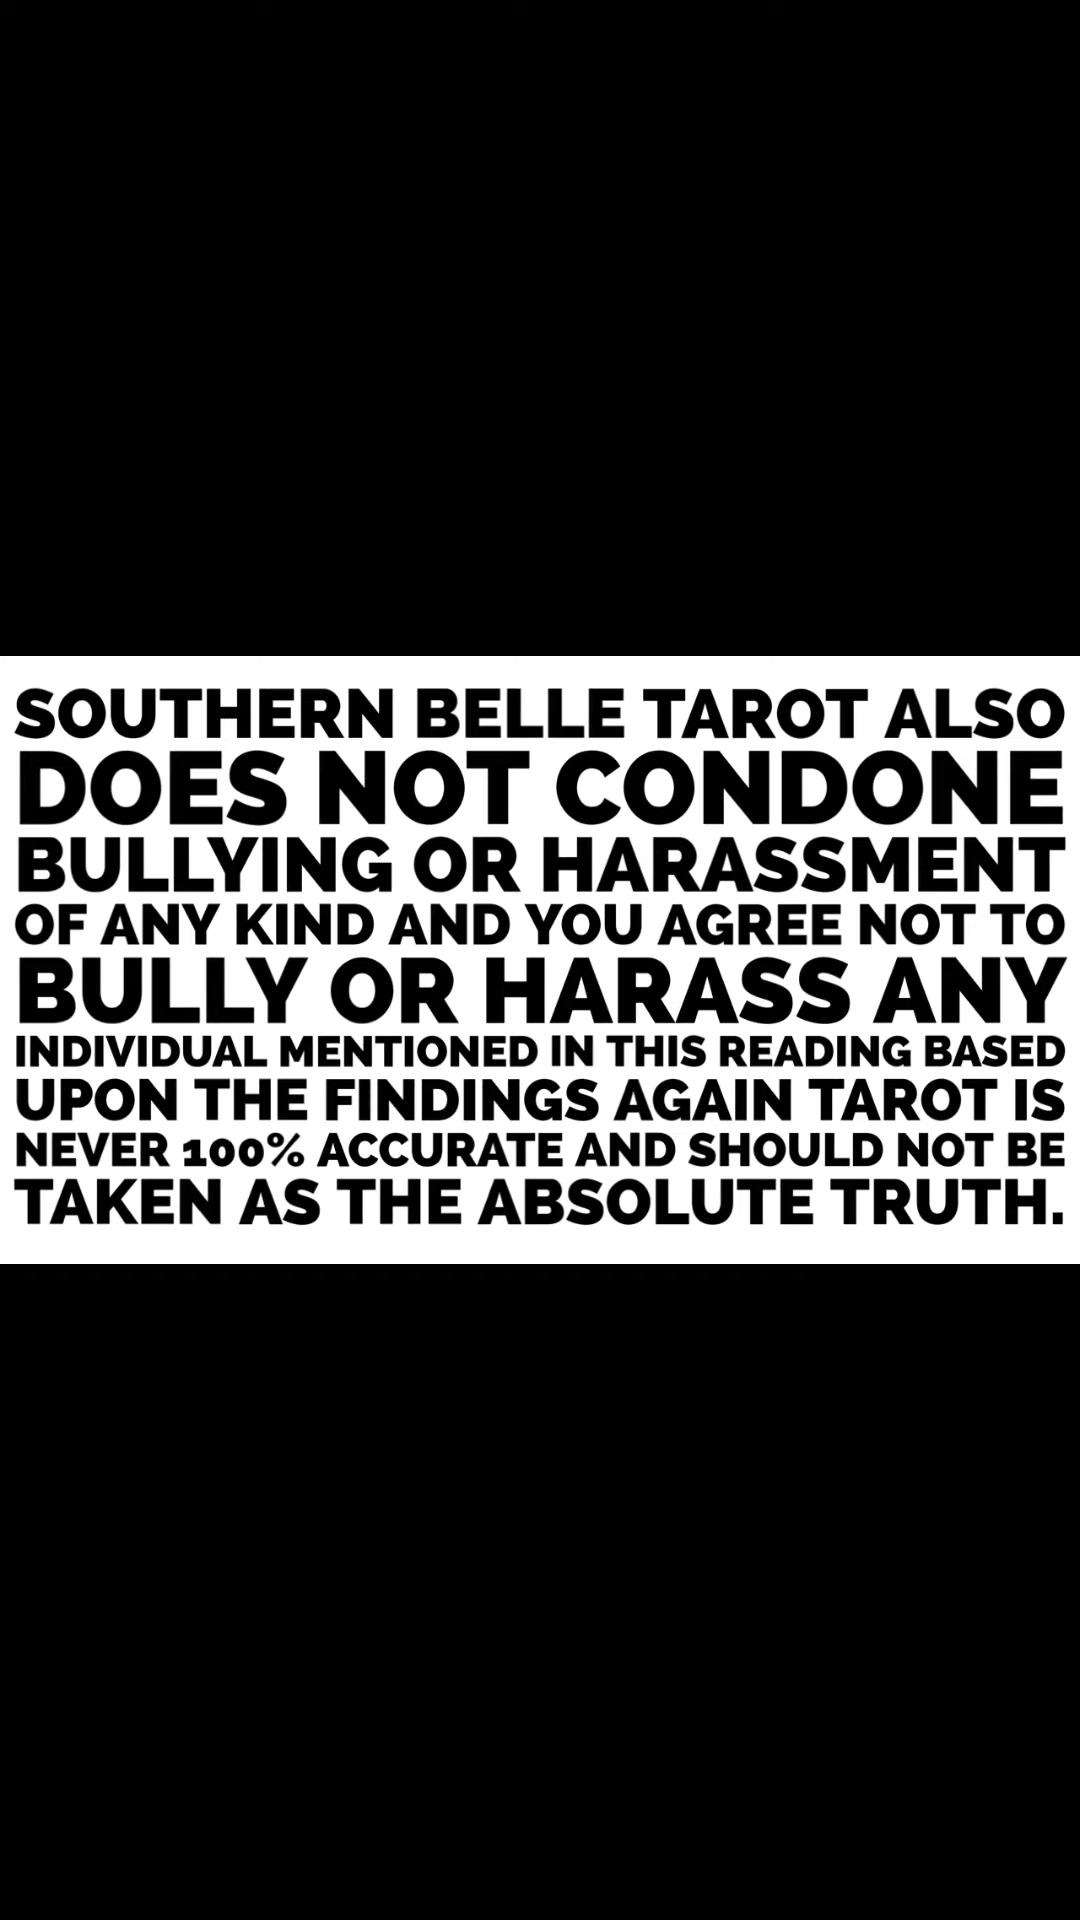 SOUTHERN BELLE TAROT ALSO
DOES NOT CONDONE
BULLYING OR HARASSMENT
OF ANY KIND AND YOU AGREE NOT TO
BULLY OR HARASS ANY
INDIVIDUAL MENTIONED IN THIS READING BASED
UPON THE FINDINGS AGAIN TAROT IS
NEVER 100% ACCURATE AND SHOULD NOT BE
TAKEN AS THE ABSOLUTE TRUTH.